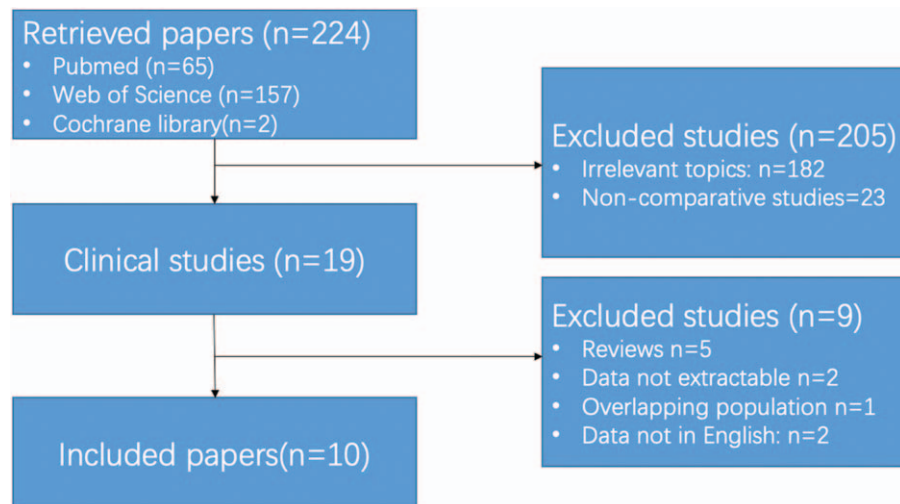 Retrieved papers (n=224)
• Pubmed (n=65)
• Web of Science (n=157)
• Cochrane library(n=2)
Excluded studies (n=205)
• Irrelevant topics: n=182
• Non-comparative studies=23
Clinical studies (n=19)
Excluded studies (n=9)
• Reviews n=5
• Data not extractable n=2
• Overlapping population n=1
• Data not in English: n=2
Included papers(n=10)